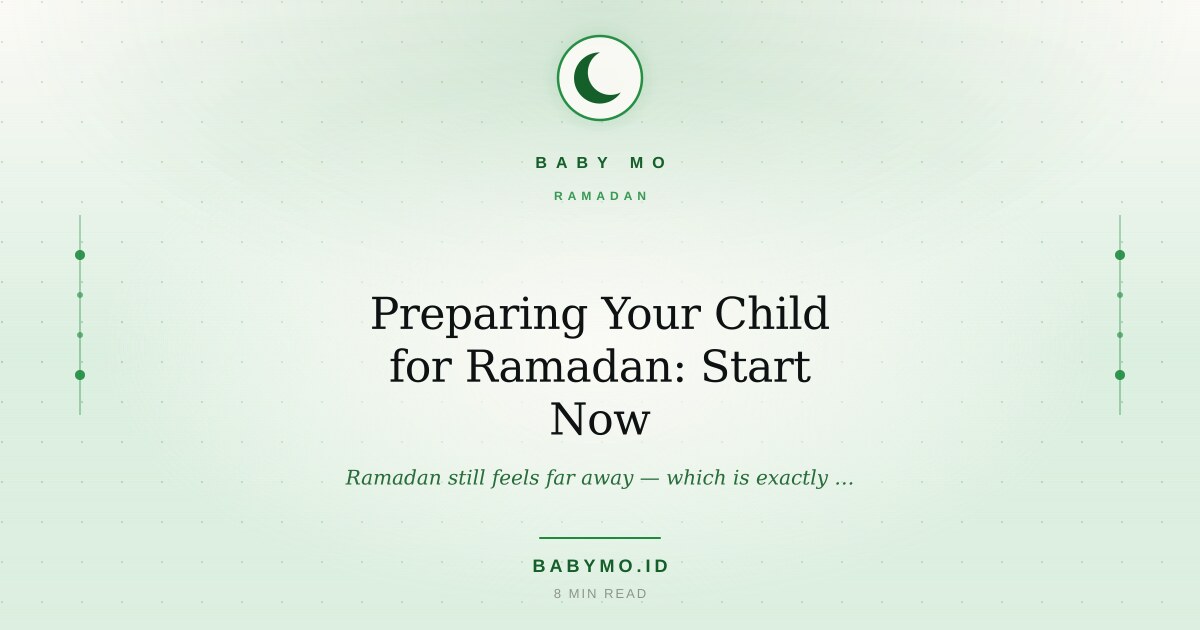 BABY MO
RAMADAN
Preparing Your Child
for Ramadan: Start
Now
Ramadan still feels far away — which is exactly …
BABYMO.ID
8 MIN READ